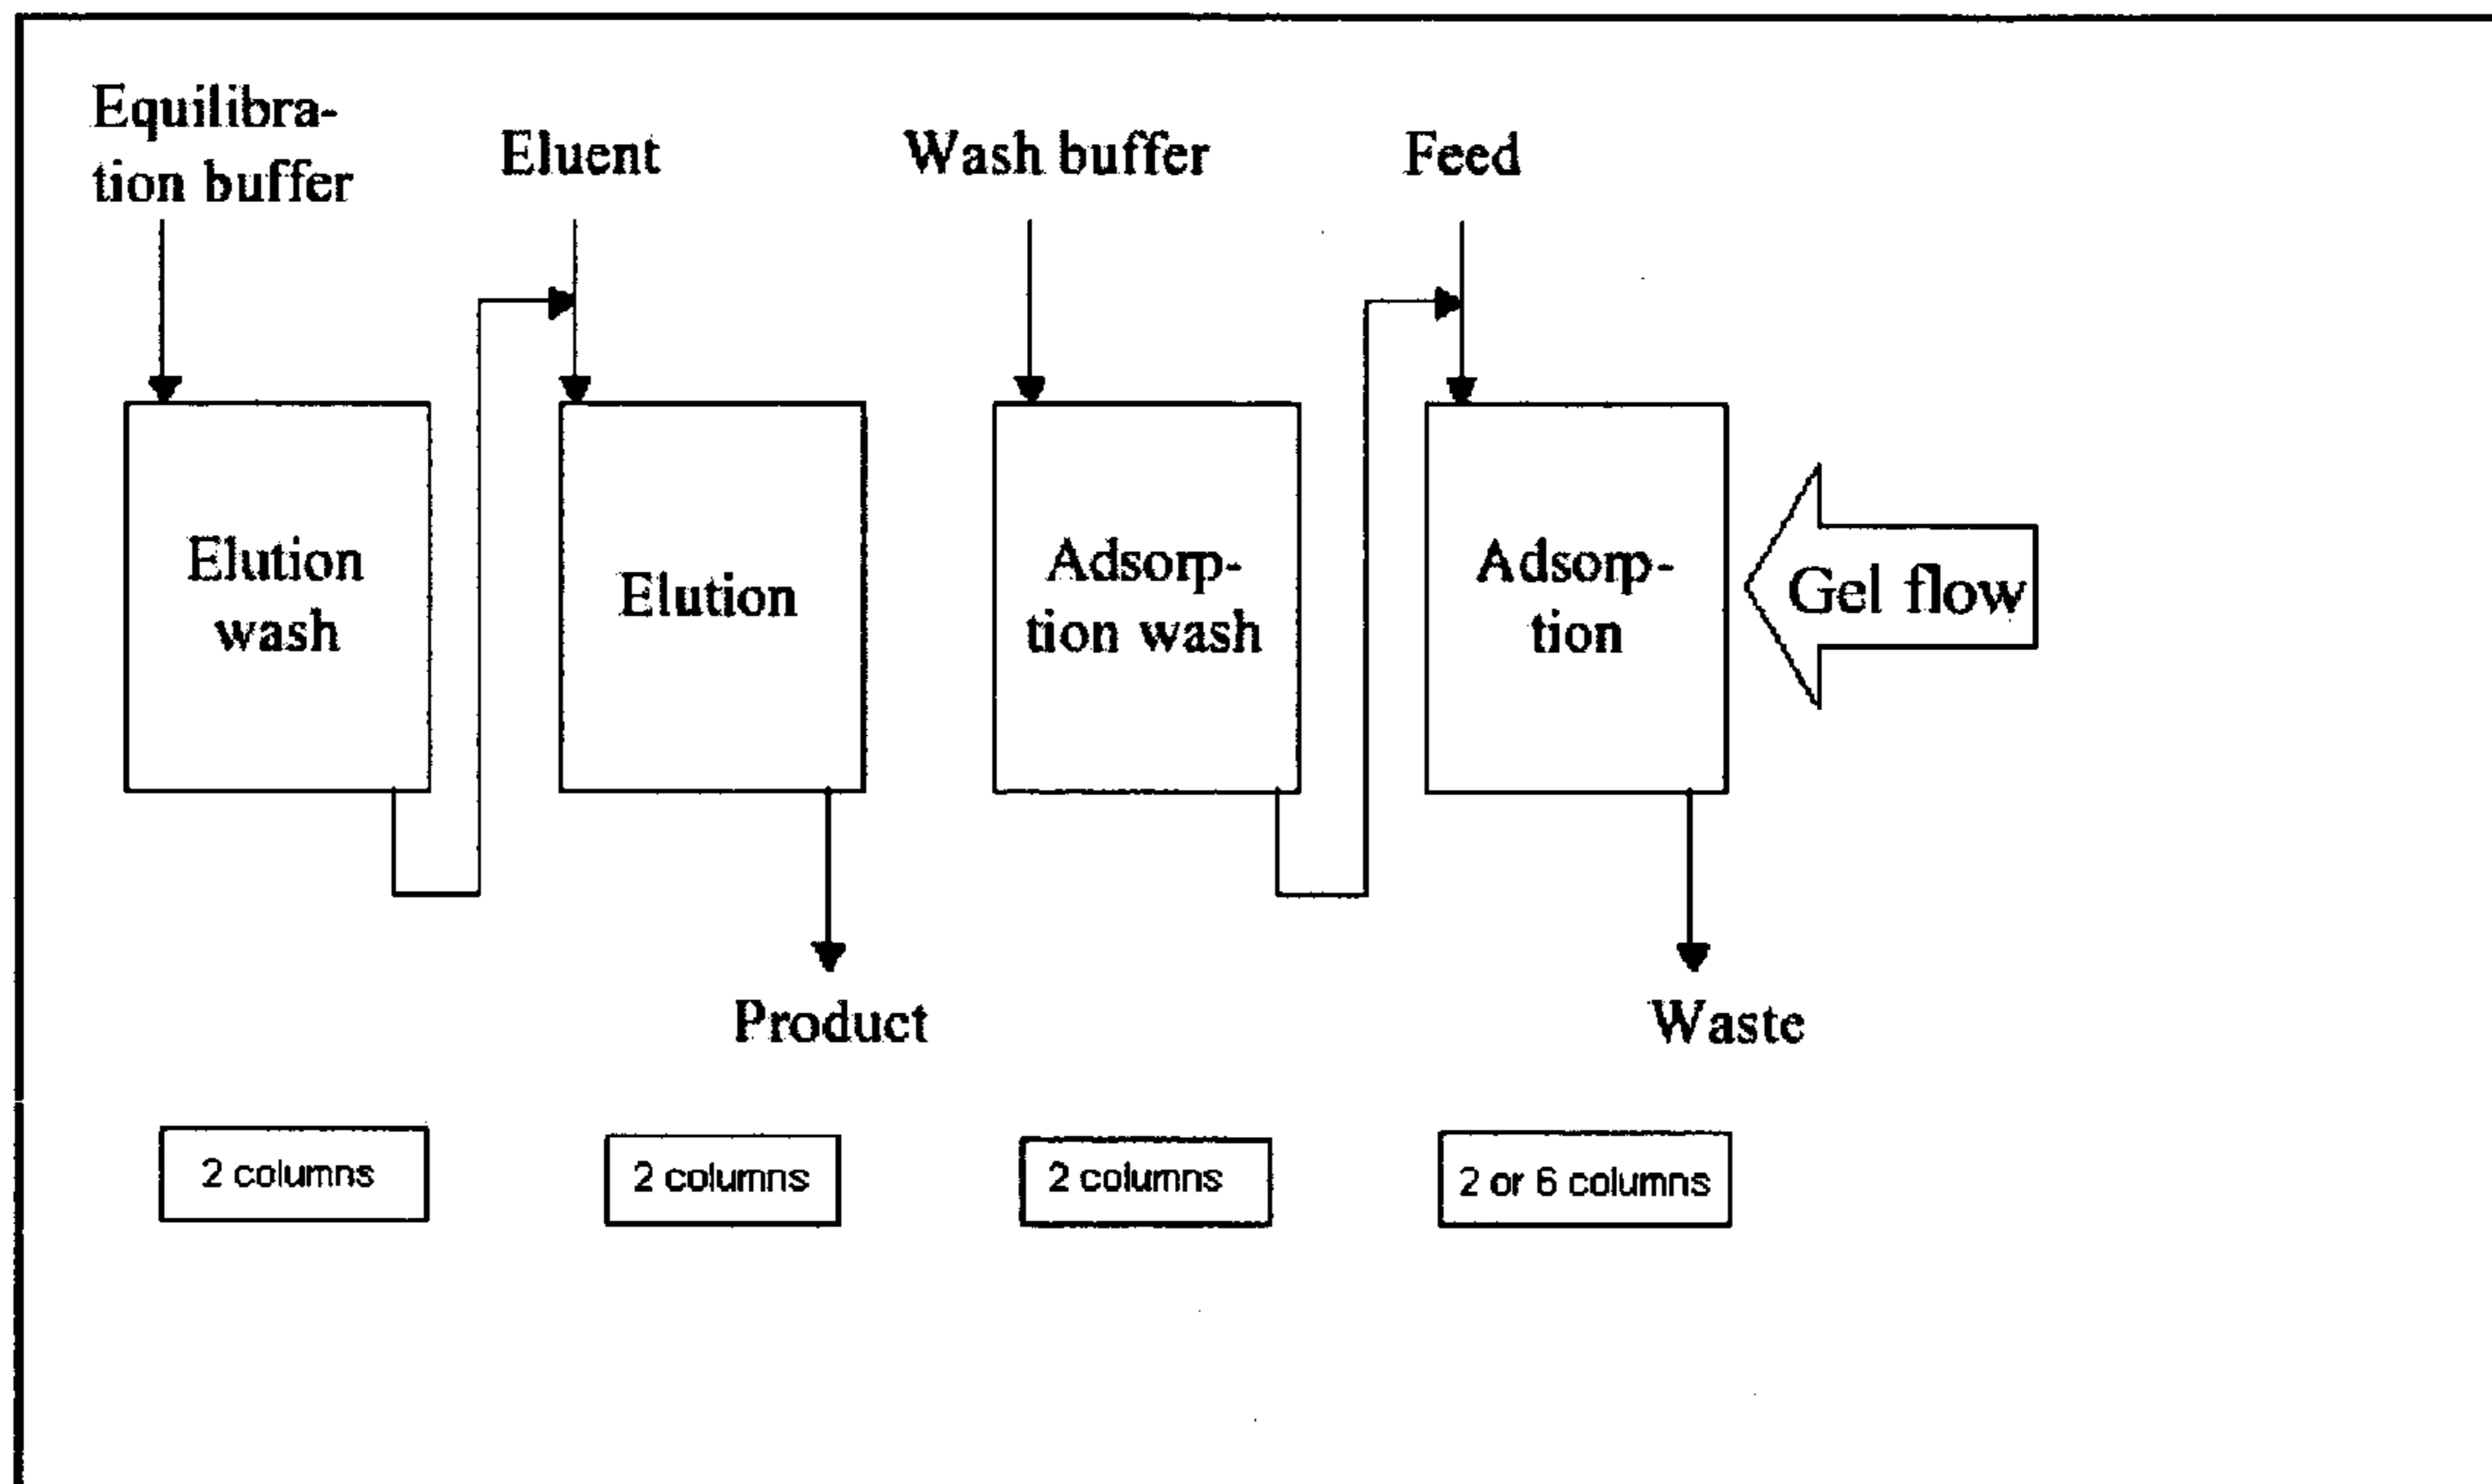 Equilibra-
tion buffer
Eluent
Wash buffer
Feed
Elution
wash
Elution
Adsorp-
tion wash
Adsorp-
tion
Gel flow
Product
Waste
2 columns
2 columns
2 columns
2 or 6 columns